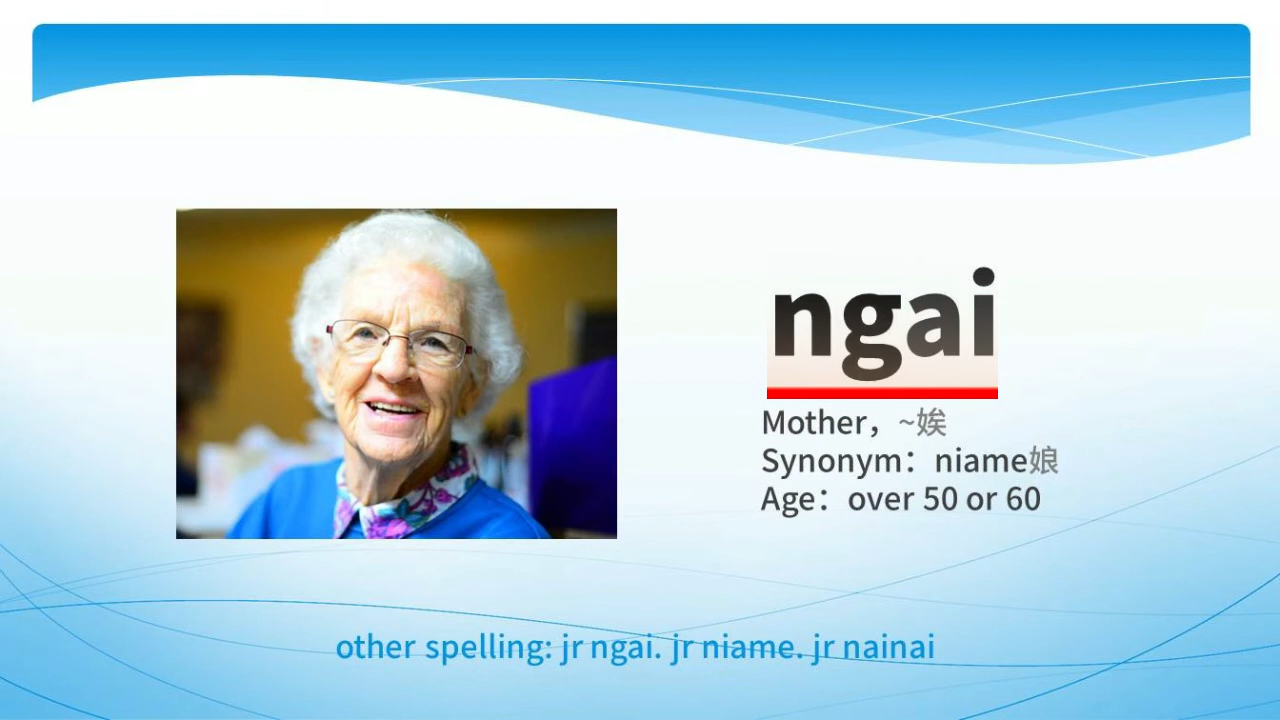 ngai
Mother，~娭
Synonym：niame娘
Age：over 50 or 60
other spelling: jr ngai. jr niame. jr nainai